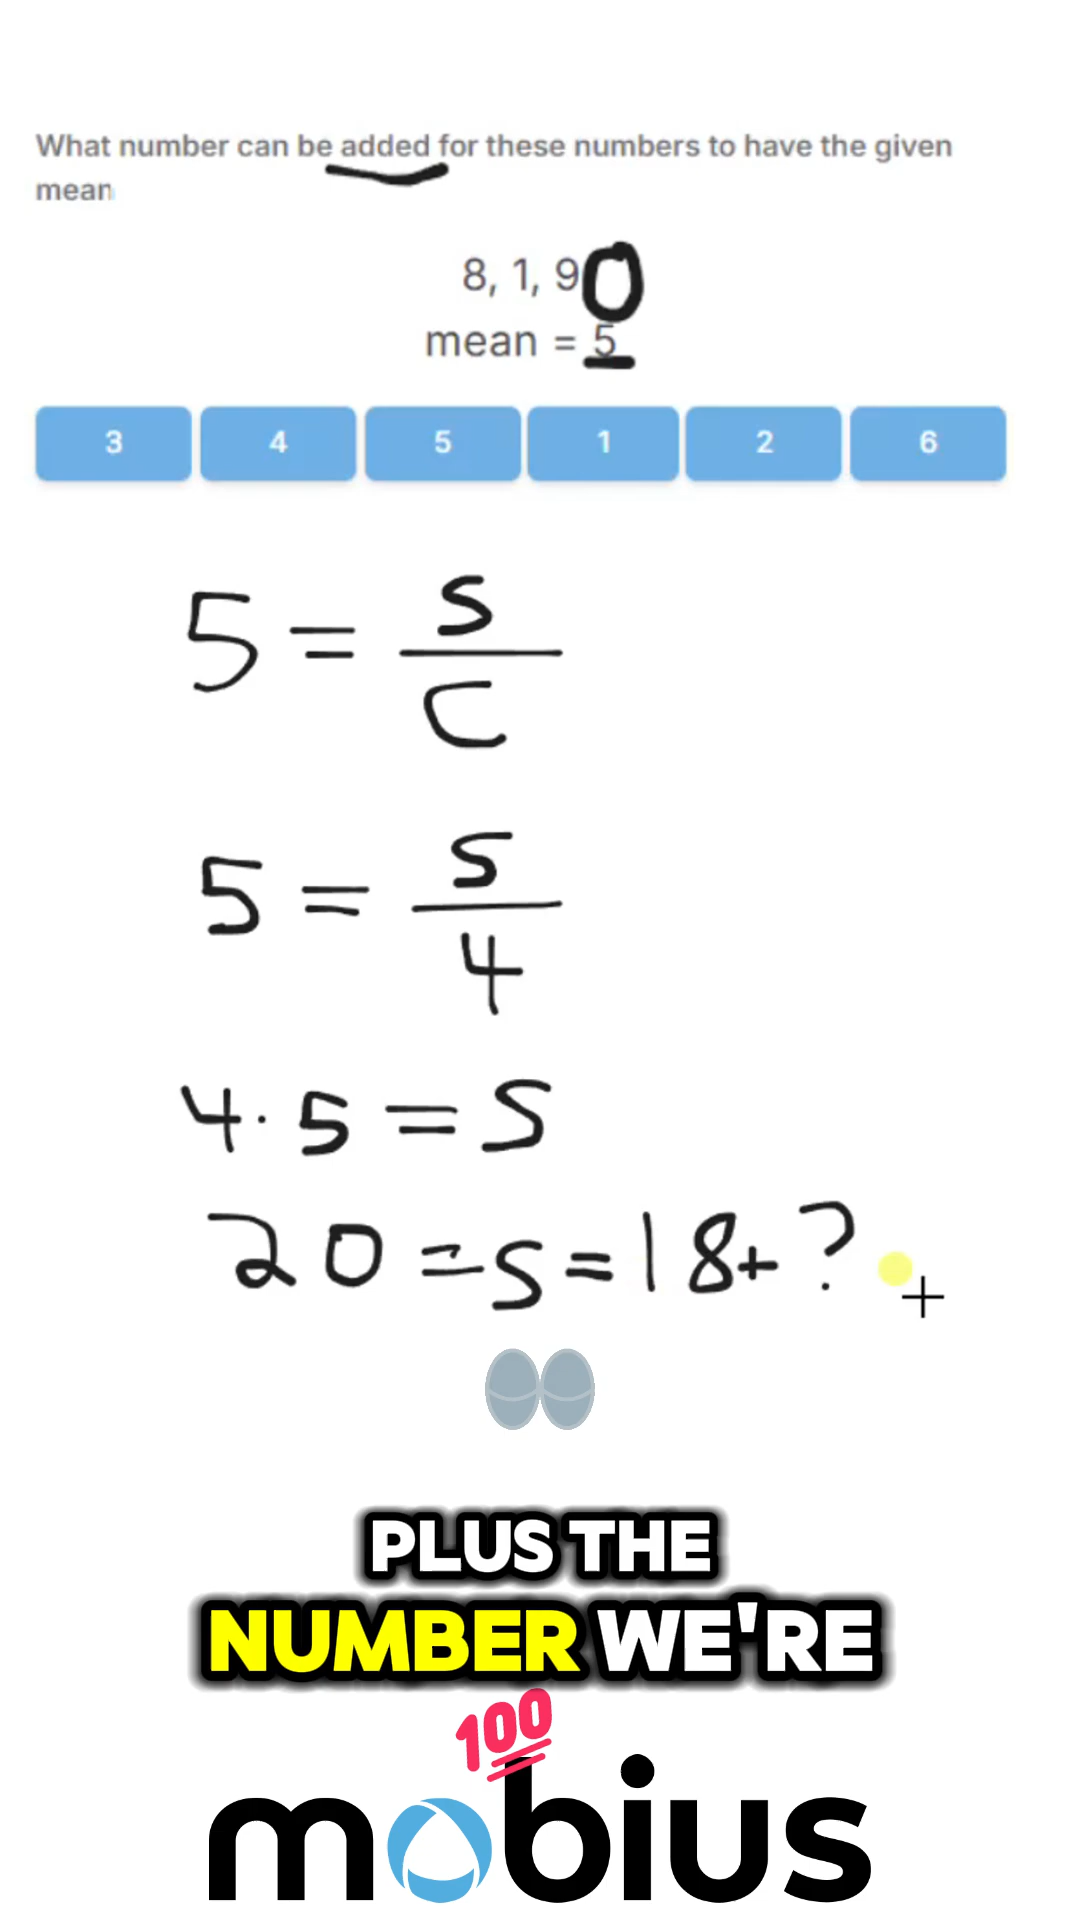 What number can be added for these numbers to have the given
mean
8, 1, 9 0
mean = 5
3 4 5 1 2 6
5 = s
c
5 = s
4
4 . 5 = S
20 = S = 18 + ?
PLUS THE
NUMBER WE'RE
100
mobius